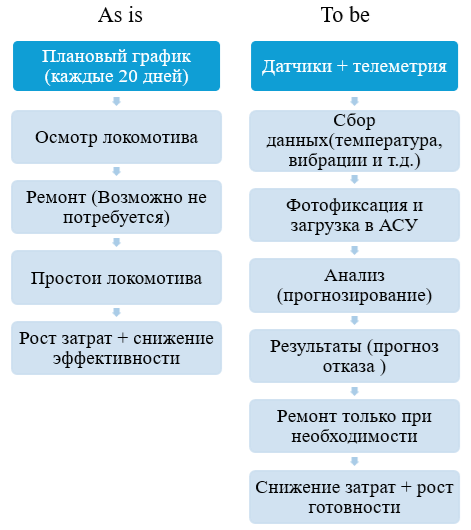 As is
Плановый график
(каждые 20 дней)
Осмотр локомотива
Ремонт (Возможно не
потребуется)
Простои локомотива
Рост затрат + снижение
эффективности
To be
Датчики + телеметрия
Сбор
данных(температура,
вибрации и т.д.)
Фотофиксация и
загрузка в АСУ
Анализ
(прогнозирование)
Результаты (прогноз
отказа )
Ремонт только при
необходимости
Снижение затрат + рост
готовности